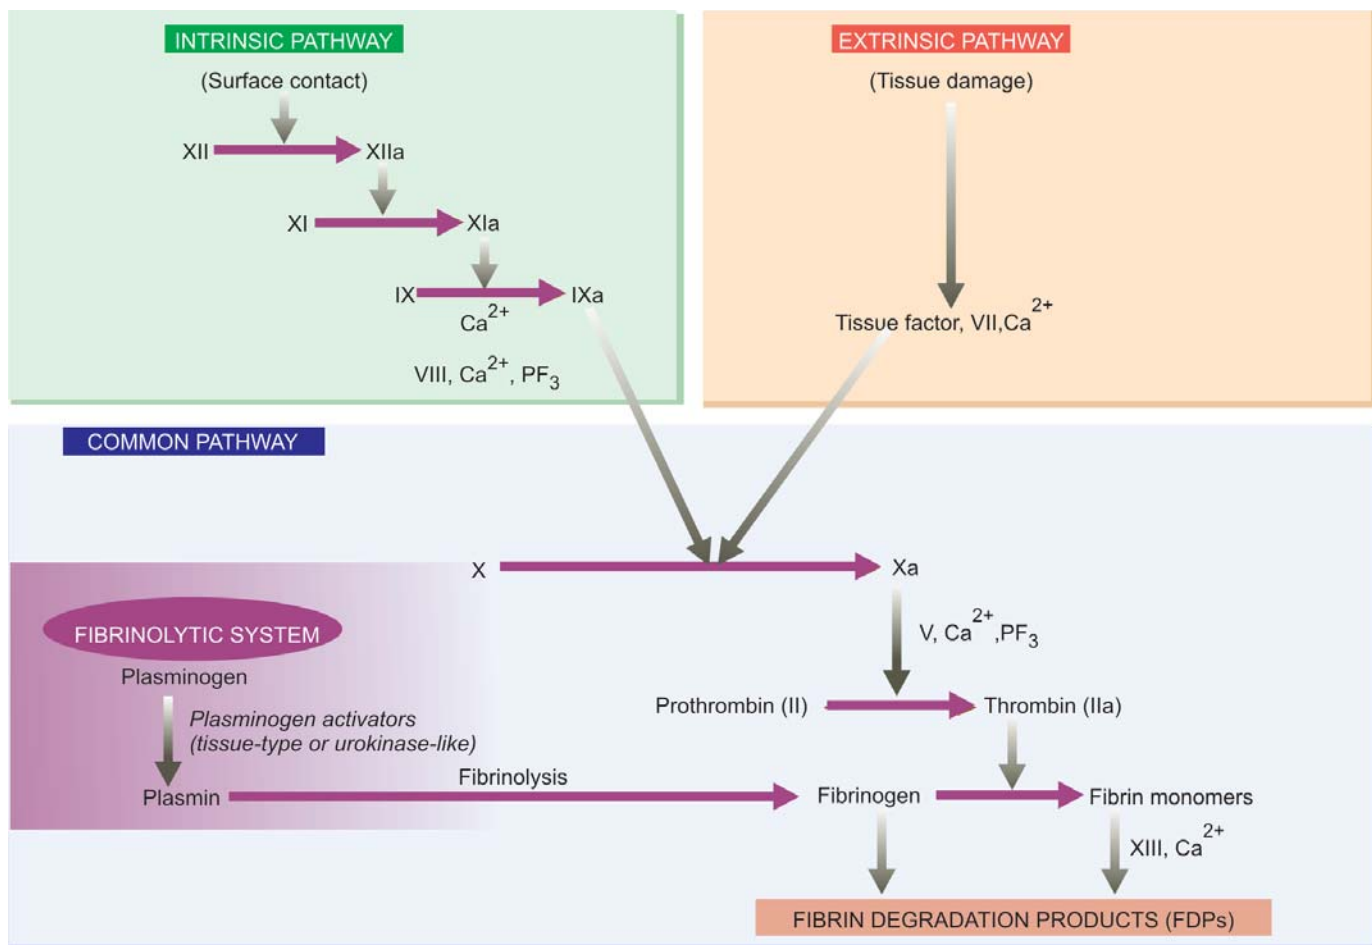 INTRINSIC PATHWAY
(Surface contact)
XII
XIIa
XI
XIa
IX
IXa
Ca²⁺
VIII, Ca²⁺, PF₃
EXTRINSIC PATHWAY
(Tissue damage)
Tissue factor, VII,Ca²⁺
COMMON PATHWAY
X
Xa
V, Ca²⁺,PF₃
Prothrombin (II)
Thrombin (IIa)
FIBRINOLYTIC SYSTEM
Plasminogen
Plasminogen activators
(tissue-type or urokinase-like)
Plasmin
Fibrinolysis
Fibrinogen
Fibrin monomers
XIII, Ca²⁺
FIBRIN DEGRADATION PRODUCTS (FDPs)